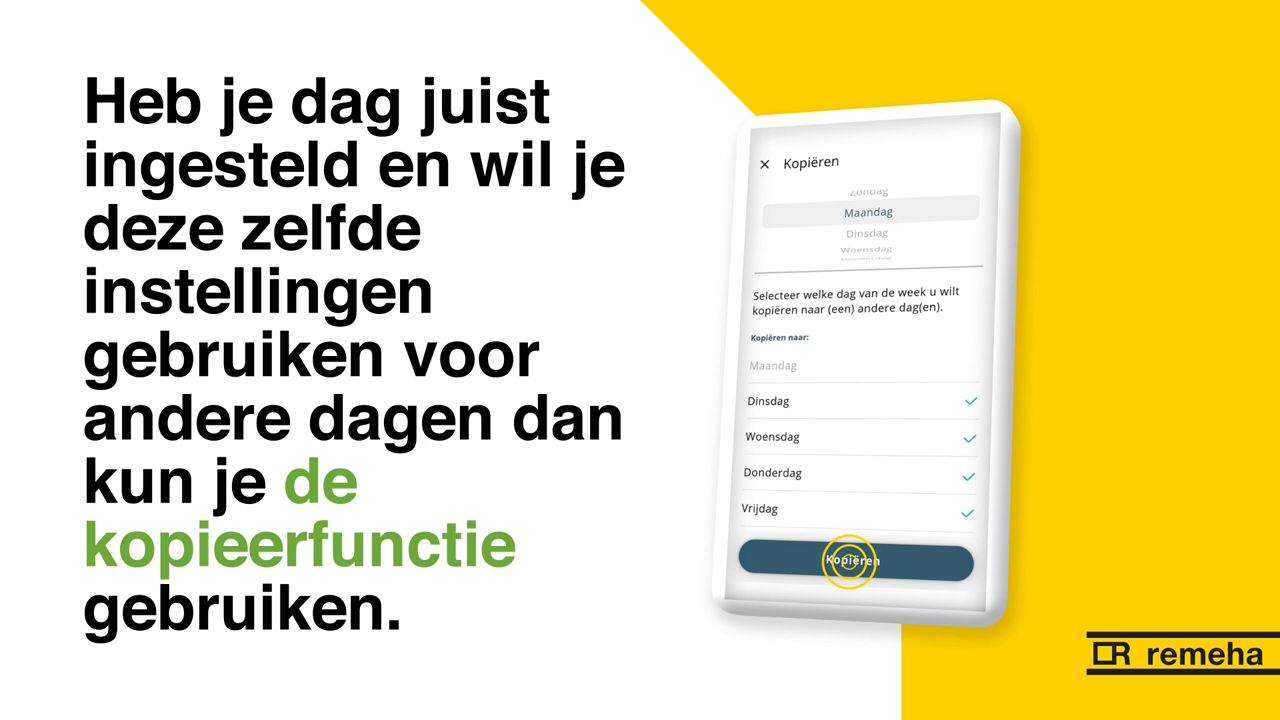 Heb je dag juist
ingesteld en wil je
deze zelfde
instellingen
gebruiken voor
andere dagen dan
kun je de
kopieerfunctie
gebruiken.
Kopiëren
Zondag
Maandag
Dinsdag
Woensdag
Selecteer welke dag van de week u wilt
kopiëren naar (een) andere dag(en).
Kopiëren naar:
Maandag
Dinsdag
Woensdag
Donderdag
Vrijdag
Kopiëren
remeha